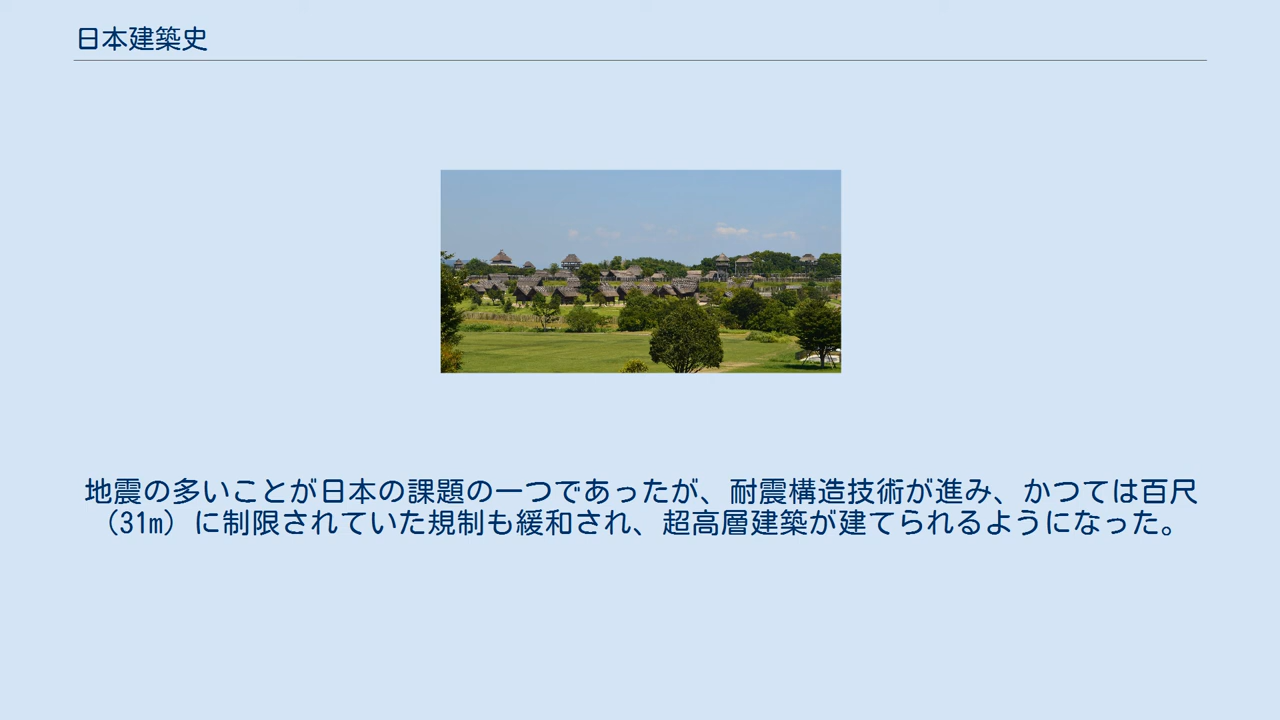 日本建築史
地震の多いことが日本の課題の一つであったが、耐震構造技術が進み、かつては百尺
（31m）に制限されていた規制も緩和され、超高層建築が建てられるようになった。